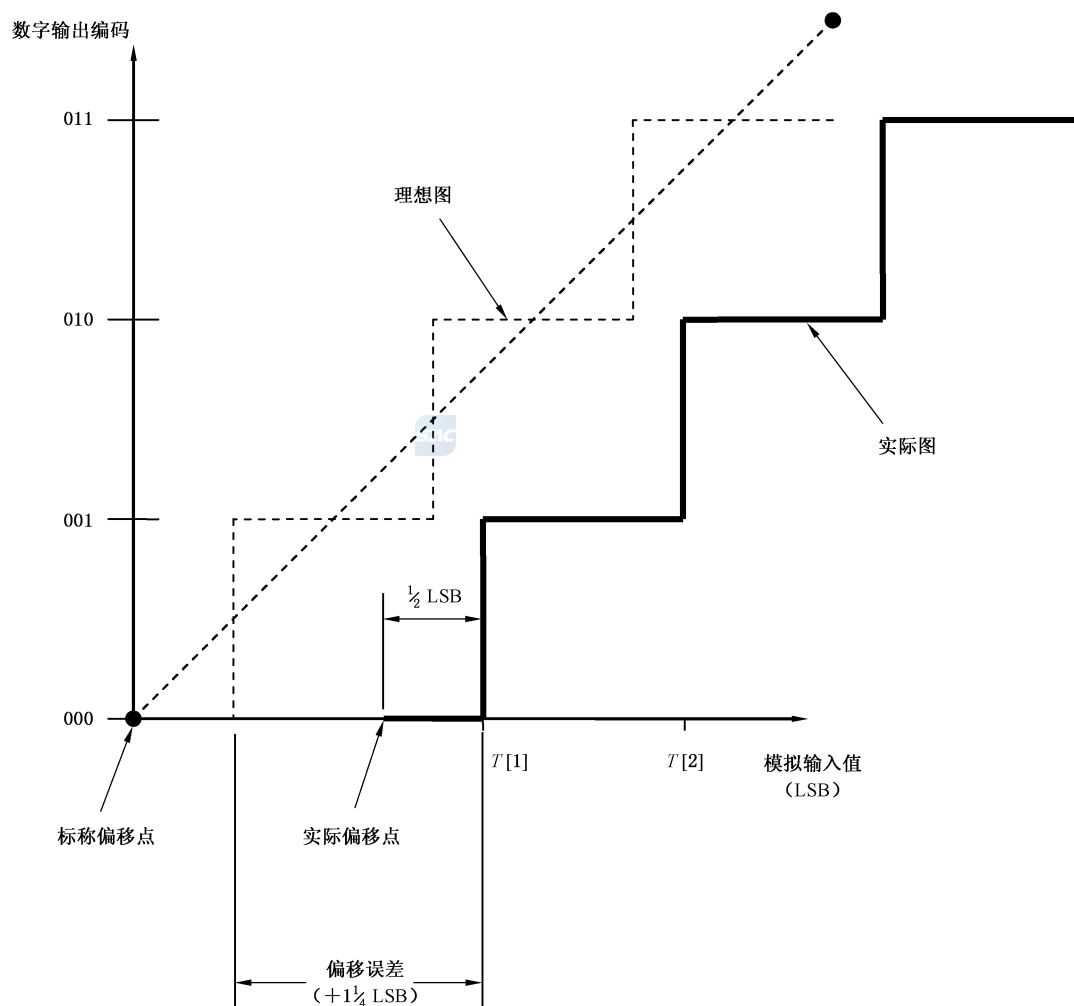 数字输出编码
011
理想图
010
实际图
001
½ LSB
000
T[1]
T[2]
模拟输入值
（LSB）
标称偏移点
实际偏移点
偏移误差
（+1¼ LSB）
sac